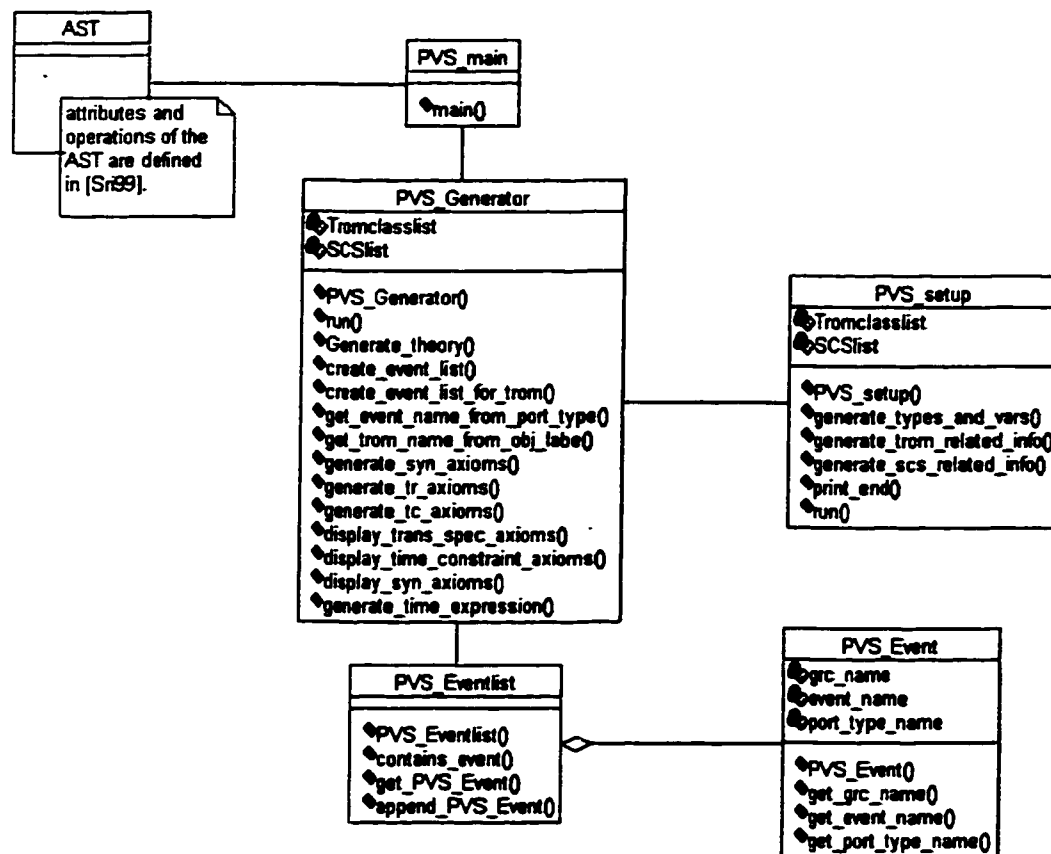 AST
attributes and
operations of the
AST are defined
in [Sri99].
PVS_main
main()
PVS_Generator
Tromclasslist
SCSlist
PVS_Generator()
run()
Generate_theory()
create_event_list()
create_event_list_for_trom()
get_event_name_from_port_type()
get_trom_name_from_obj_labe()
generate_syn_axioms()
generate_tr_axioms()
generate_tc_axioms()
display_trans_spec_axioms()
display_time_constraint_axioms()
display_syn_axioms()
generate_time_expression()
PVS_setup
Tromclasslist
SCSlist
PVS_setup()
generate_types_and_vars()
generate_trom_related_info()
generate_scs_related_info()
print_end()
run()
PVS_Eventlist
PVS_Eventlist()
contains_event()
get_PVS_Event()
append_PVS_Event()
PVS_Event
grc_name
event_name
port_type_name
PVS_Event()
get_grc_name()
get_event_name()
get_port_type_name()